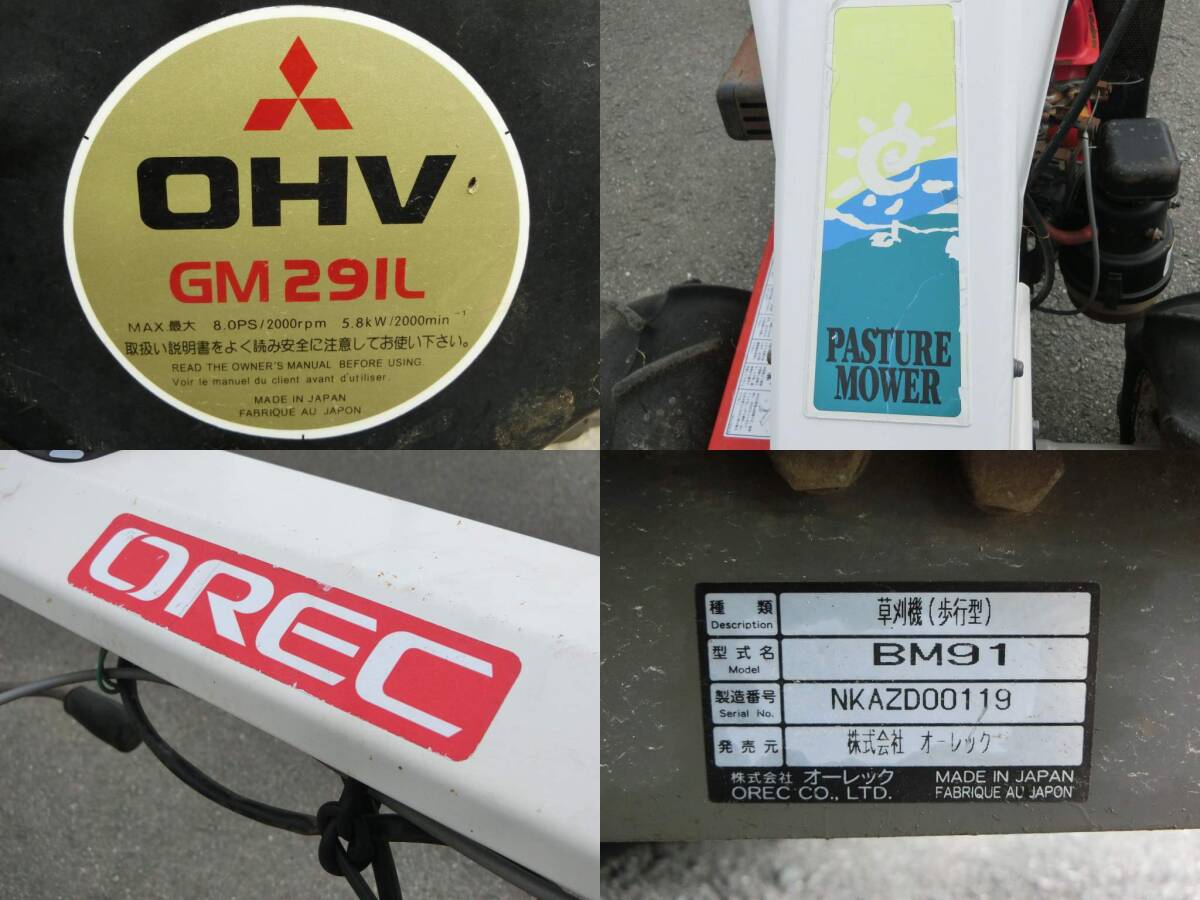 OHV
GM 291L
MAX.最大 8.0PS/2000rpm 5.8kW/2000min⁻¹
取扱い説明書をよく読み安全に注意してお使い下さい。
READ THE OWNER'S MANUAL BEFORE USING.
Voir le manuel du client avant d'utiliser.
MADE IN JAPAN
FABRIQUE AU JAPON
PASTURE
MOWER
OREC
種類 草刈機(歩行型)
Description
型式名 BM91
Model
製造番号 NKAZD00119
Serial No.
発売元 株式会社 オーレック
株式会社 オーレック MADE IN JAPAN
OREC CO., LTD. FABRIQUE AU JAPON